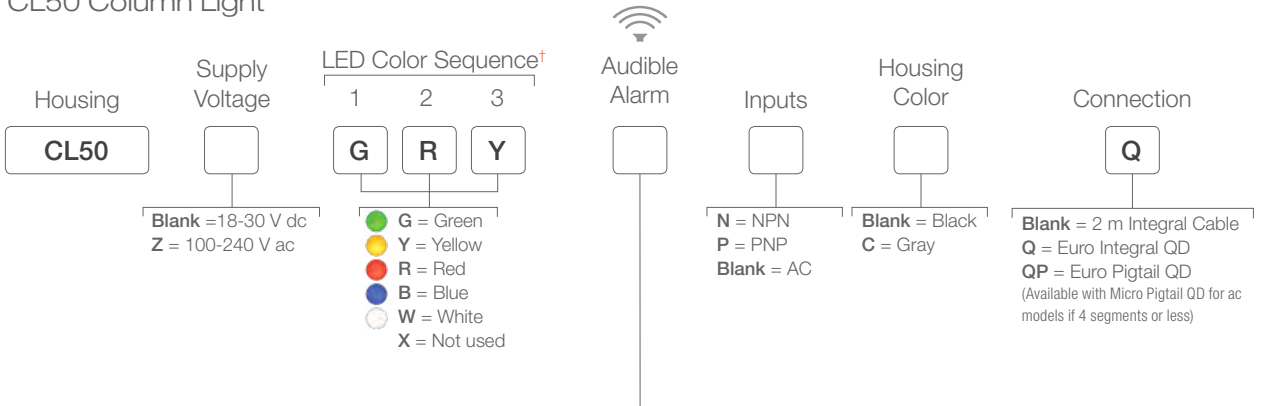 CL50 Column Light
LED Color Sequence†
Housing
Supply
Voltage
1 2 3
Audible
Alarm
Inputs
Housing
Color
Connection
CL50
G R Y
Q
Blank =18-30 V dc
Z = 100-240 V ac
G = Green
Y = Yellow
R = Red
B = Blue
W = White
X = Not used
N = NPN
P = PNP
Blank = AC
Blank = Black
C = Gray
Blank = 2 m Integral Cable
Q = Euro Integral QD
QP = Euro Pigtail QD
(Available with Micro Pigtail QD for ac
models if 4 segments or less)